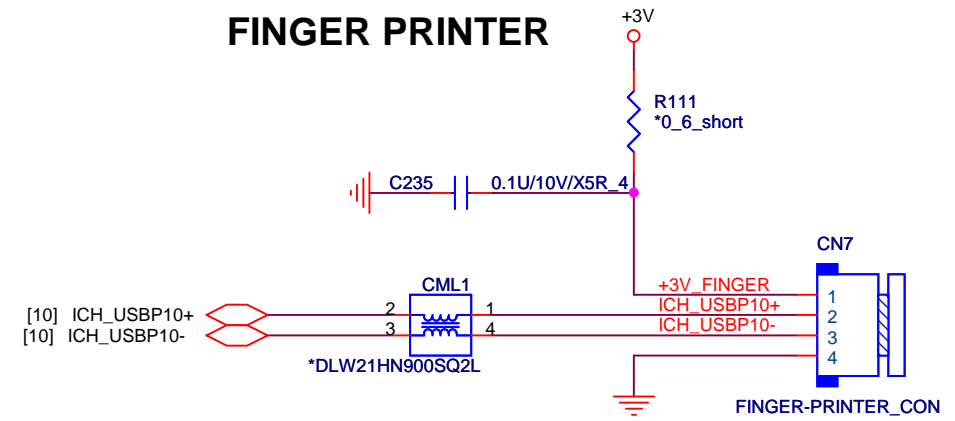 FINGER PRINTER
+3V
R111
*0_6_short
C235
0.1U/10V/X5R_4
CN7
CML1
+3V_FINGER
1
[10] ICH_USBP10+
2
1
ICH_USBP10+
2
[10] ICH_USBP10-
3
4
ICH_USBP10-
3
4
*DLW21HN900SQ2L
FINGER-PRINTER_CON